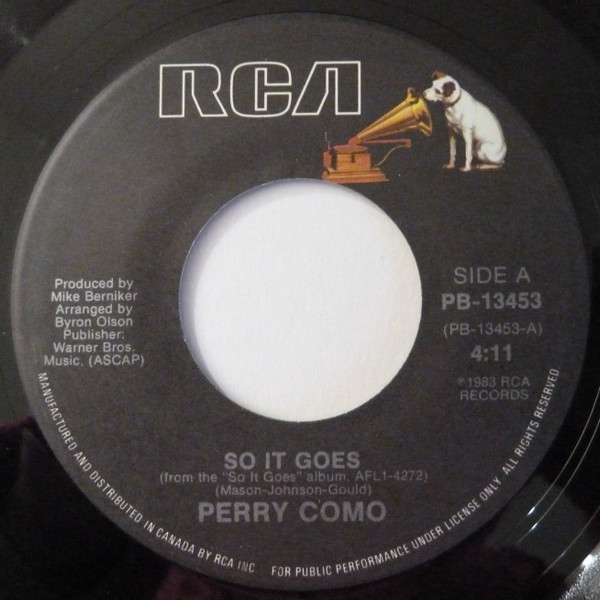 RCA
Produced by
Mike Berniker
Arranged by
Byron Olson
Publisher:
Warner Bros.
Music, (ASCAP)
SIDE A
PB-13453
(PB-13453-A)
4:11
℗1983 RCA
RECORDS
SO IT GOES
(from the "So It Goes" album, AFL1-4272)
(Mason-Johnson-Gould)
PERRY COMO
MANUFACTURED AND DISTRIBUTED IN CANADA BY RCA INC FOR PUBLIC PERFORMANCE UNDER LICENSE ONLY. ALL RIGHTS RESERVED